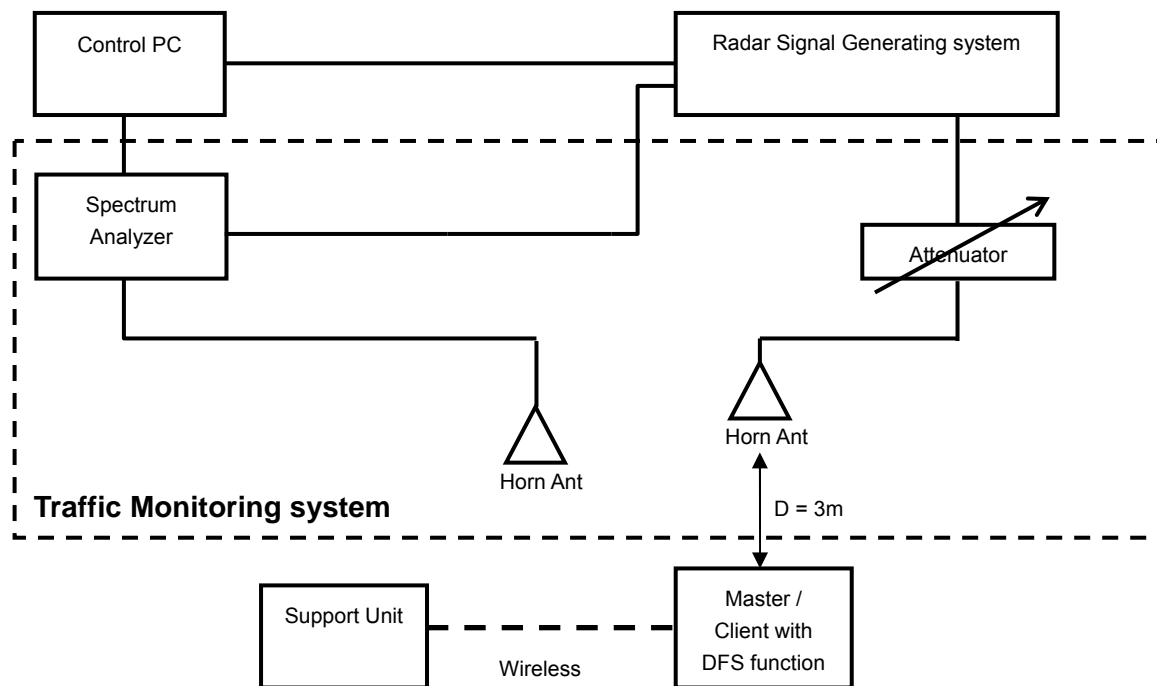 Control PC
Radar Signal Generating system
Spectrum
Analyzer
Attenuator
Horn Ant
Horn Ant
Traffic Monitoring system
D = 3m
Support Unit
Wireless
Master /
Client with
DFS function